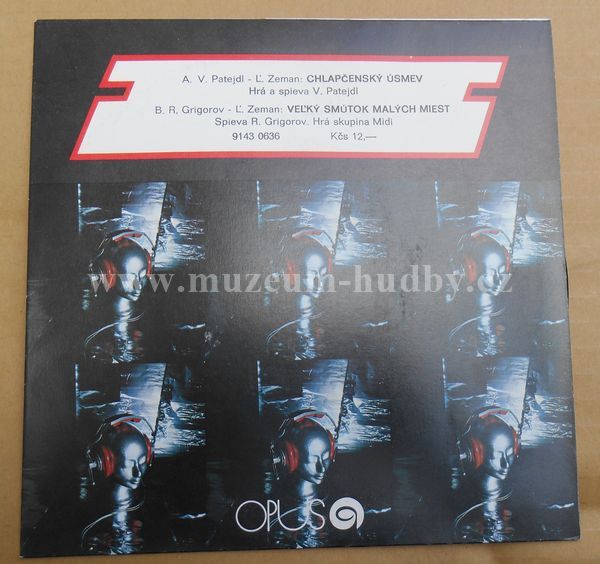 A. V. Patejdl - Ľ. Zeman: CHLAPČENSKÝ ÚSMEV
Hrá a spieva V. Patejdl
B. R. Grigorov - Ľ. Zeman: VEĽKÝ SMÚTOK MALÝCH MIEST
Spieva R. Grigorov. Hrá skupina Midi
9143 0636 Kčs 12,—
www.muzeum-hudby.cz
OPUS